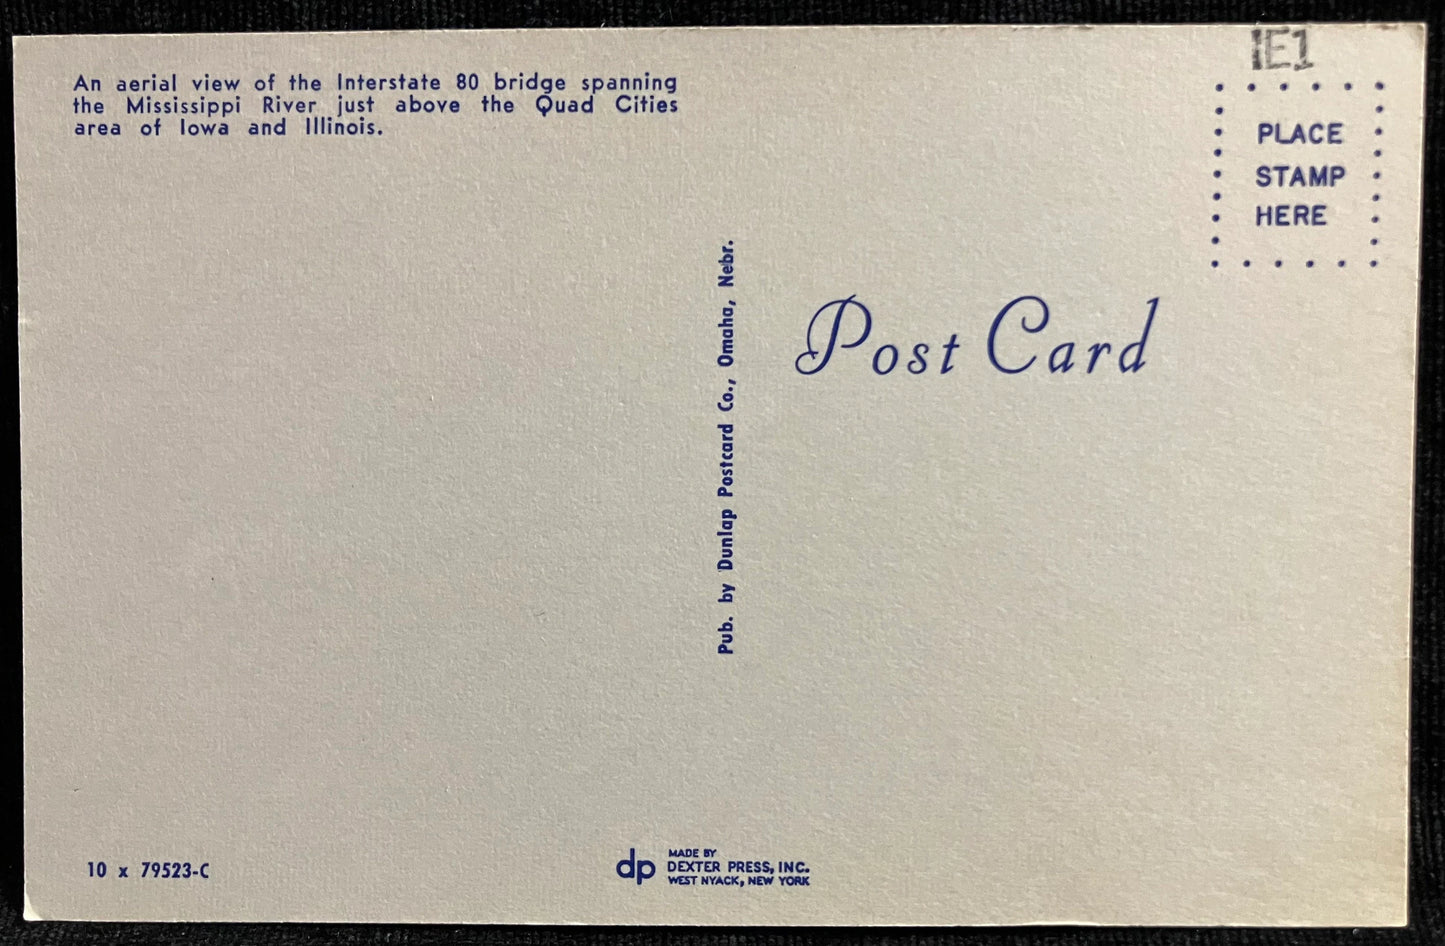 An aerial view of the Interstate 80 bridge spanning
the Mississippi River just above the Quad Cities
area of Iowa and Illinois.
1E1
PLACE
STAMP
HERE
Pub. by Dunlap Postcard Co., Omaha, Nebr.
Post Card
10 x 79523-C
dp
MADE BY
DEXTER PRESS, INC.
WEST NYACK, NEW YORK